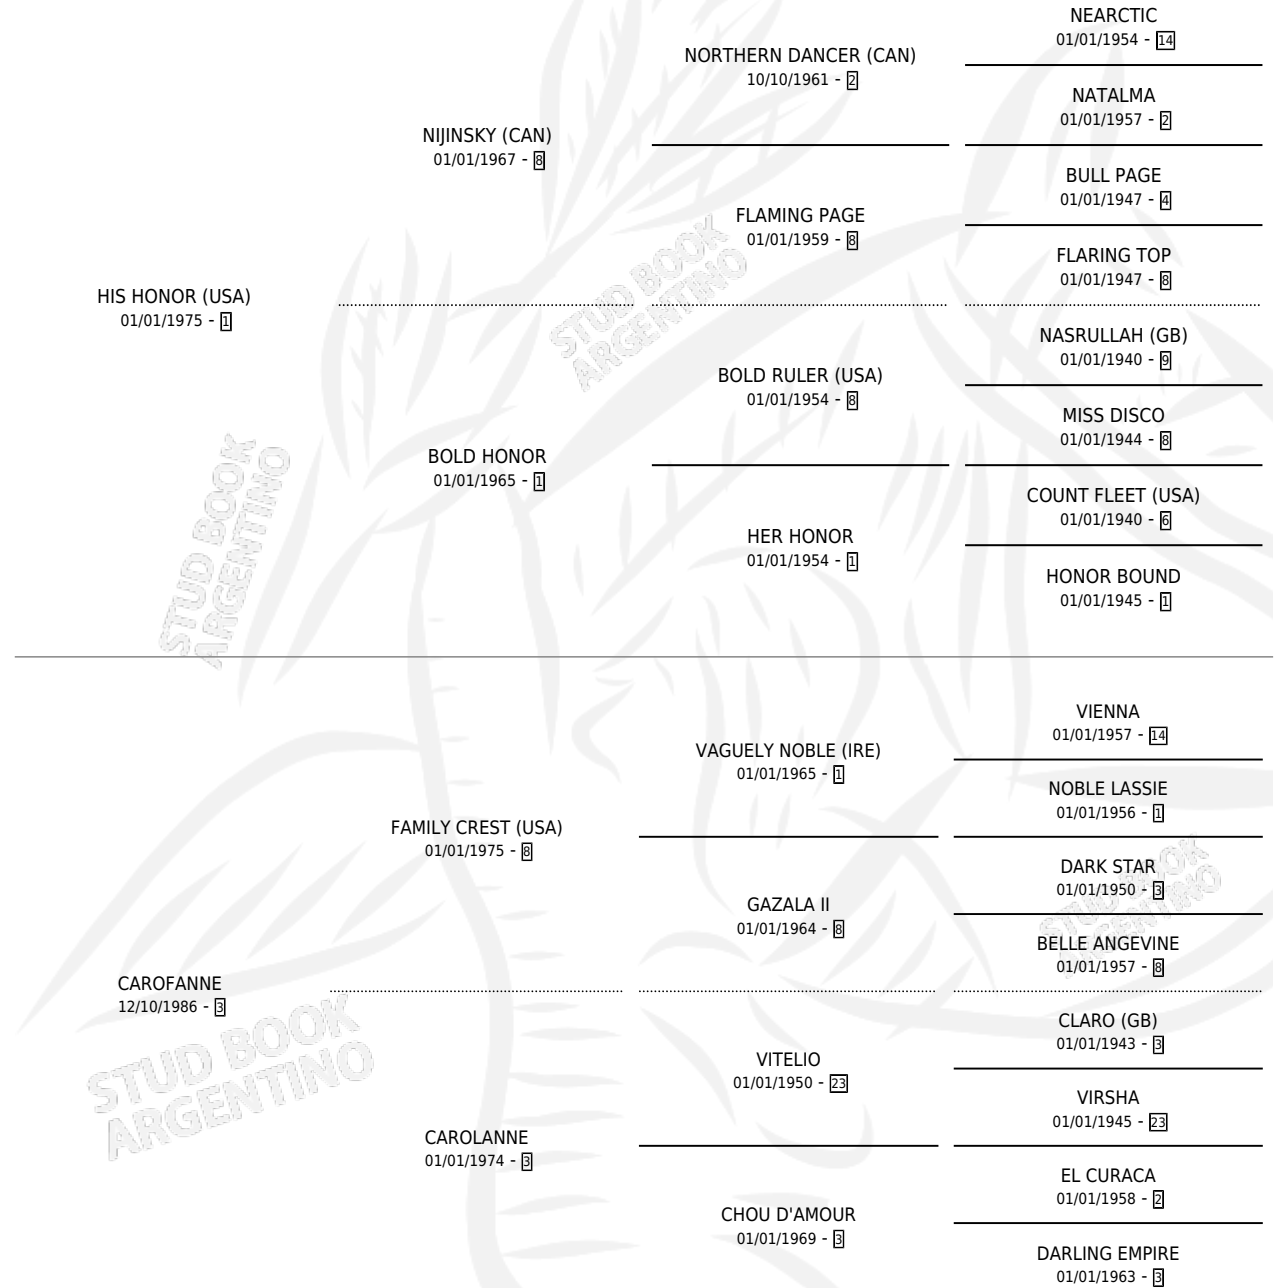 NEARCTIC
01/01/1954 - 14
NORTHERN DANCER (CAN)
10/10/1961 - 2
NATALMA
01/01/1957 - 2
NIJINSKY (CAN)
01/01/1967 - 8
BULL PAGE
01/01/1947 - 4
FLAMING PAGE
01/01/1959 - 8
FLARING TOP
01/01/1947 - 8
HIS HONOR (USA)
01/01/1975 - 1
NASRULLAH (GB)
01/01/1940 - 9
BOLD RULER (USA)
01/01/1954 - 8
MISS DISCO
01/01/1944 - 8
BOLD HONOR
01/01/1965 - 1
COUNT FLEET (USA)
01/01/1940 - 6
HER HONOR
01/01/1954 - 1
HONOR BOUND
01/01/1945 - 1
VIENNA
01/01/1957 - 14
VAGUELY NOBLE (IRE)
01/01/1965 - 1
NOBLE LASSIE
01/01/1956 - 1
FAMILY CREST (USA)
01/01/1975 - 8
DARK STAR
01/01/1950 - 3
GAZALA II
01/01/1964 - 8
BELLE ANGEVINE
01/01/1957 - 8
CAROFANNE
12/10/1986 - 3
CLARO (GB)
01/01/1943 - 3
VITELIO
01/01/1950 - 23
VIRSHA
01/01/1945 - 23
CAROLANNE
01/01/1974 - 3
EL CURACA
01/01/1958 - 2
CHOU D'AMOUR
01/01/1969 - 3
DARLING EMPIRE
01/01/1963 - 3
STUD BOOK
ARGENTINO
STUD BOOK
ARGENTINO
STUD BOOK
ARGENTINO
STUD BOOK
ARGENTINO